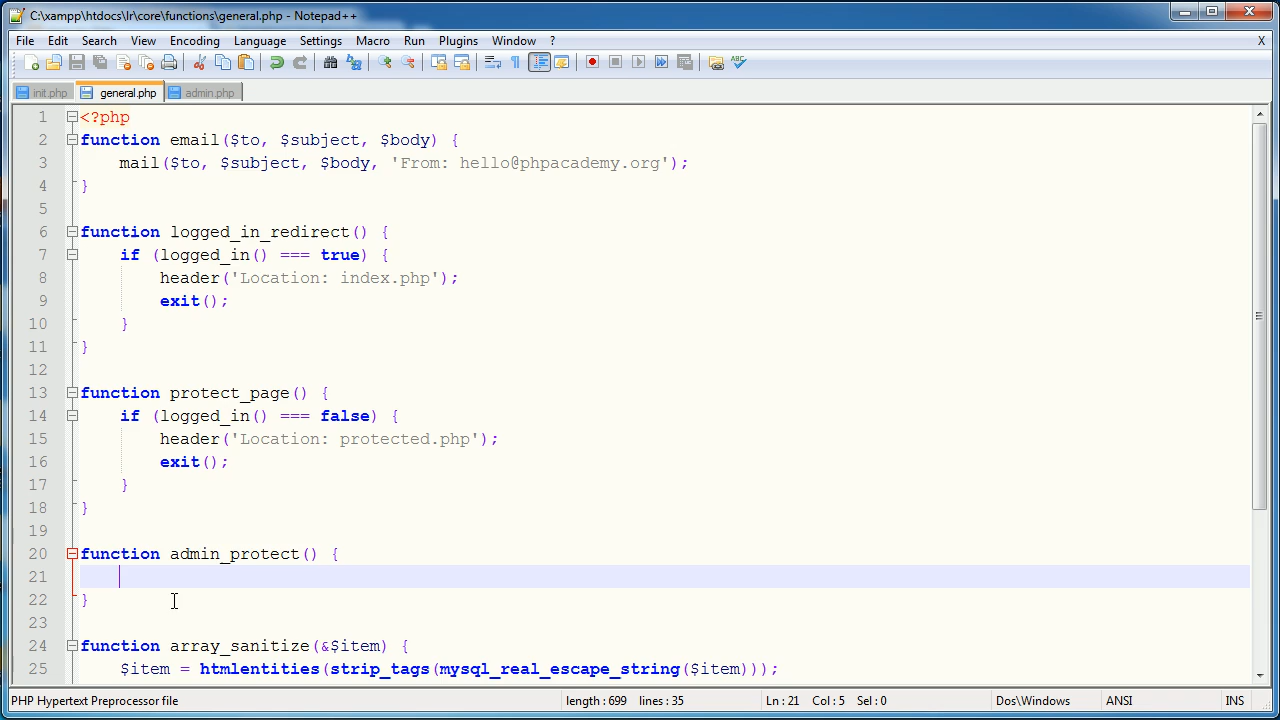 C:\xampp\htdocs\lr\core\functions\general.php - Notepad++
File Edit Search View Encoding Language Settings Macro Run Plugins Window ? X
init.php general.php admin.php
1 <?php
2 function email($to, $subject, $body) {
3     mail($to, $subject, $body, 'From: hello@phpacademy.org');
4 }
5
6 function logged_in_redirect() {
7     if (logged_in() === true) {
8         header('Location: index.php');
9         exit();
10     }
11 }
12
13 function protect_page() {
14     if (logged_in() === false) {
15         header('Location: protected.php');
16         exit();
17     }
18 }
19
20 function admin_protect() {
21
22 }
23
24 function array_sanitize(&$item) {
25     $item = htmlentities(strip_tags(mysql_real_escape_string($item)));
PHP Hypertext Preprocessor file length : 699 lines : 35 Ln : 21 Col : 5 Sel : 0 Dos\Windows ANSI INS